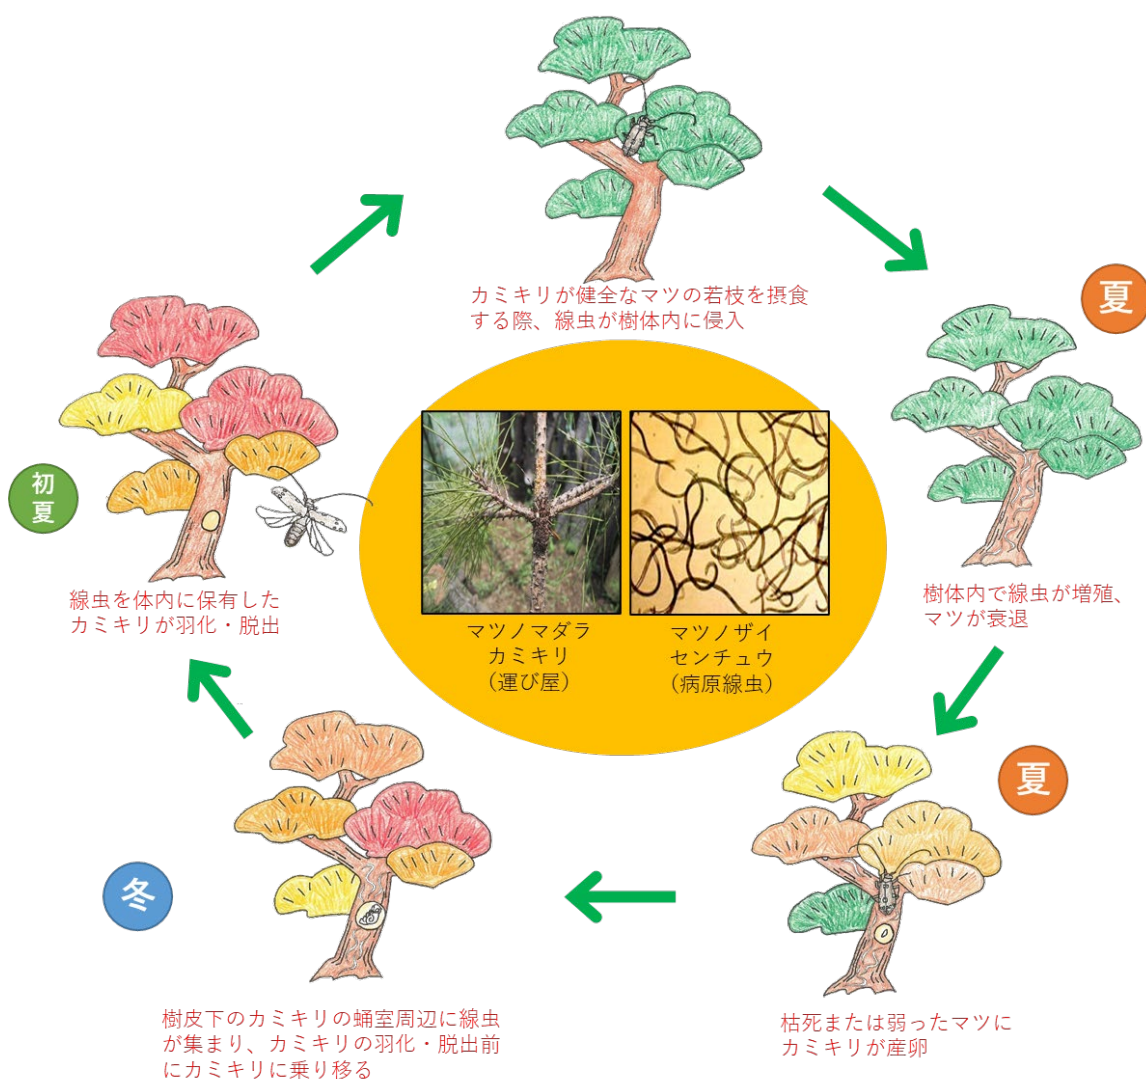 カミキリが健全なマツの若枝を摂食
する際、線虫が樹体内に侵入
夏
樹体内で線虫が増殖、
マツが衰退
夏
枯死または弱ったマツに
カミキリが産卵
冬
樹皮下のカミキリの蛹室周辺に線虫
が集まり、カミキリの羽化・脱出前
にカミキリに乗り移る
初
夏
線虫を体内に保有した
カミキリが羽化・脱出
マツノマダラ
カミキリ
（運び屋）
マツノザイ
センチュウ
（病原線虫）